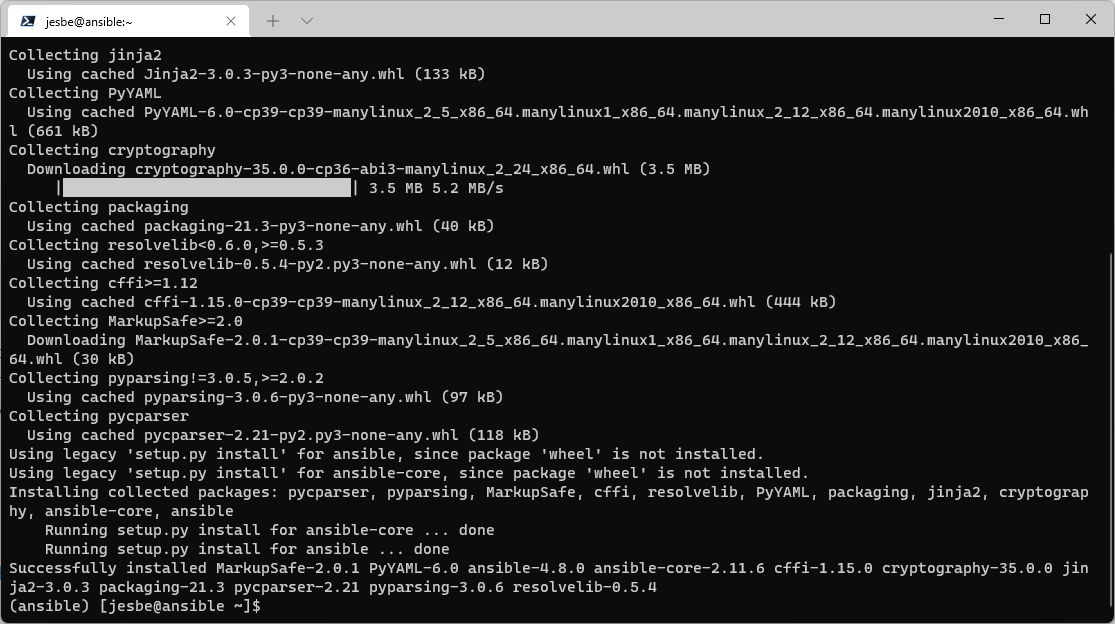 jesbe@ansible:~
Collecting jinja2
Using cached Jinja2-3.0.3-py3-none-any.whl (133 kB)
Collecting PyYAML
Using cached PyYAML-6.0-cp39-cp39-manylinux_2_5_x86_64.manylinux1_x86_64.manylinux_2_12_x86_64.manylinux2010_x86_64.wh
l (661 kB)
Collecting cryptography
Downloading cryptography-35.0.0-cp36-abi3-manylinux_2_24_x86_64.whl (3.5 MB)
| | 3.5 MB 5.2 MB/s
Collecting packaging
Using cached packaging-21.3-py3-none-any.whl (40 kB)
Collecting resolvelib<0.6.0,>=0.5.3
Using cached resolvelib-0.5.4-py2.py3-none-any.whl (12 kB)
Collecting cffi>=1.12
Using cached cffi-1.15.0-cp39-cp39-manylinux_2_12_x86_64.manylinux2010_x86_64.whl (444 kB)
Collecting MarkupSafe>=2.0
Downloading MarkupSafe-2.0.1-cp39-cp39-manylinux_2_5_x86_64.manylinux1_x86_64.manylinux_2_12_x86_64.manylinux2010_x86_
64.whl (30 kB)
Collecting pyparsing!=3.0.5,>=2.0.2
Using cached pyparsing-3.0.6-py3-none-any.whl (97 kB)
Collecting pycparser
Using cached pycparser-2.21-py2.py3-none-any.whl (118 kB)
Using legacy 'setup.py install' for ansible, since package 'wheel' is not installed.
Using legacy 'setup.py install' for ansible-core, since package 'wheel' is not installed.
Installing collected packages: pycparser, pyparsing, MarkupSafe, cffi, resolvelib, PyYAML, packaging, jinja2, cryptograp
hy, ansible-core, ansible
Running setup.py install for ansible-core ... done
Running setup.py install for ansible ... done
Successfully installed MarkupSafe-2.0.1 PyYAML-6.0 ansible-4.8.0 ansible-core-2.11.6 cffi-1.15.0 cryptography-35.0.0 jin
ja2-3.0.3 packaging-21.3 pycparser-2.21 pyparsing-3.0.6 resolvelib-0.5.4
(ansible) [jesbe@ansible ~]$